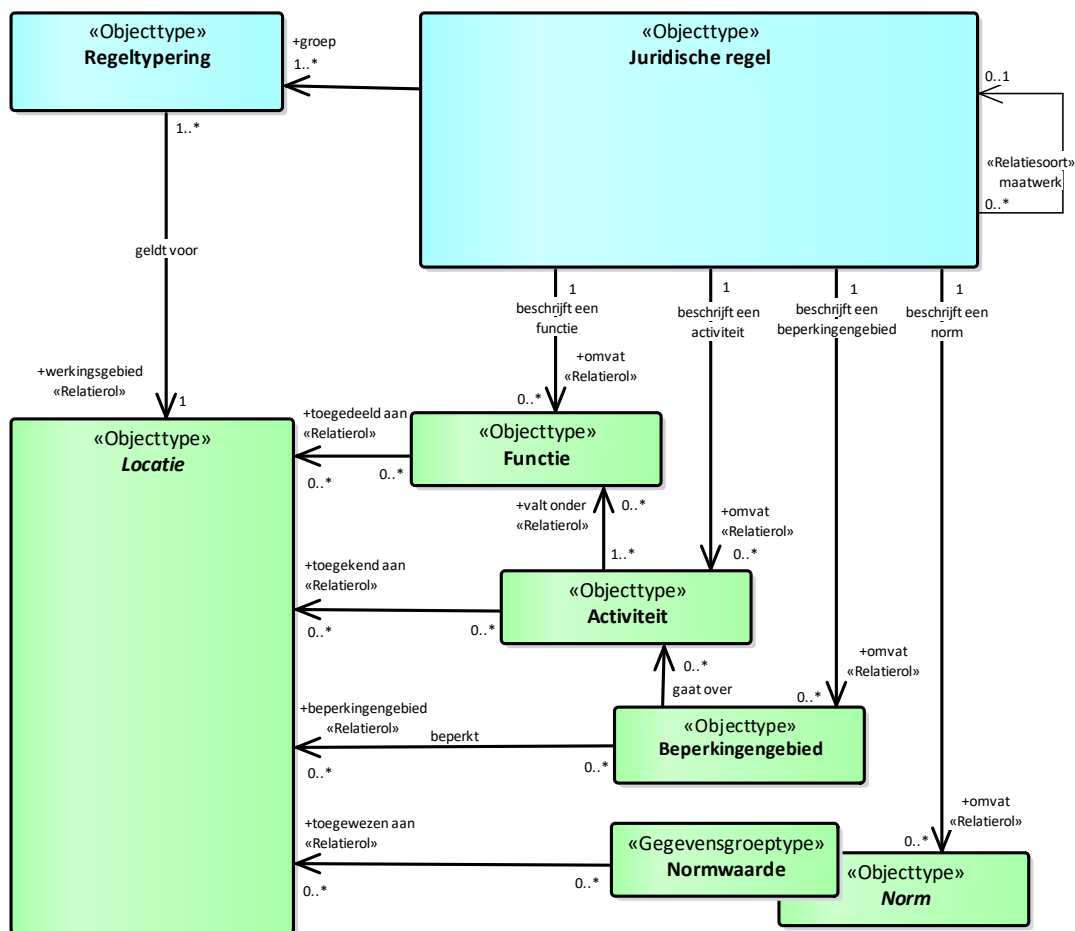 «Objecttype»
Regeltypering
+groep
1..*
«Objecttype»
Juridische regel
0..1
«Relatiesoort»
maatwerk
0..*
1..*
geldt voor
+werkingsgebied
«Relatierol»
1
1
beschrijft een
functie
1
beschrijft een
activiteit
1
beschrijft een
beperkingengebied
1
beschrijft een
norm
+omvat
«Relatierol»
0..*
«Objecttype»
Locatie
+toegedeeld aan
«Relatierol»
0..*
0..*
«Objecttype»
Functie
+valt onder
«Relatierol»
0..*
1..*
+omvat
«Relatierol»
0..*
+toegekend aan
«Relatierol»
0..*
0..*
«Objecttype»
Activiteit
0..*
gaat over
+omvat
«Relatierol»
0..*
+beperkingengebied
«Relatierol»
beperkt
0..*
0..*
«Objecttype»
Beperkingengebied
+omvat
«Relatierol»
0..*
+toegewezen aan
«Relatierol»
0..*
0..*
«Gegevensgroeptype»
Normwaarde
«Objecttype»
Norm